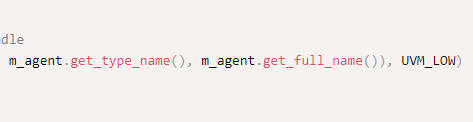 dle
m_agent.get_type_name(), m_agent.get_full_name()), UVM_LOW)